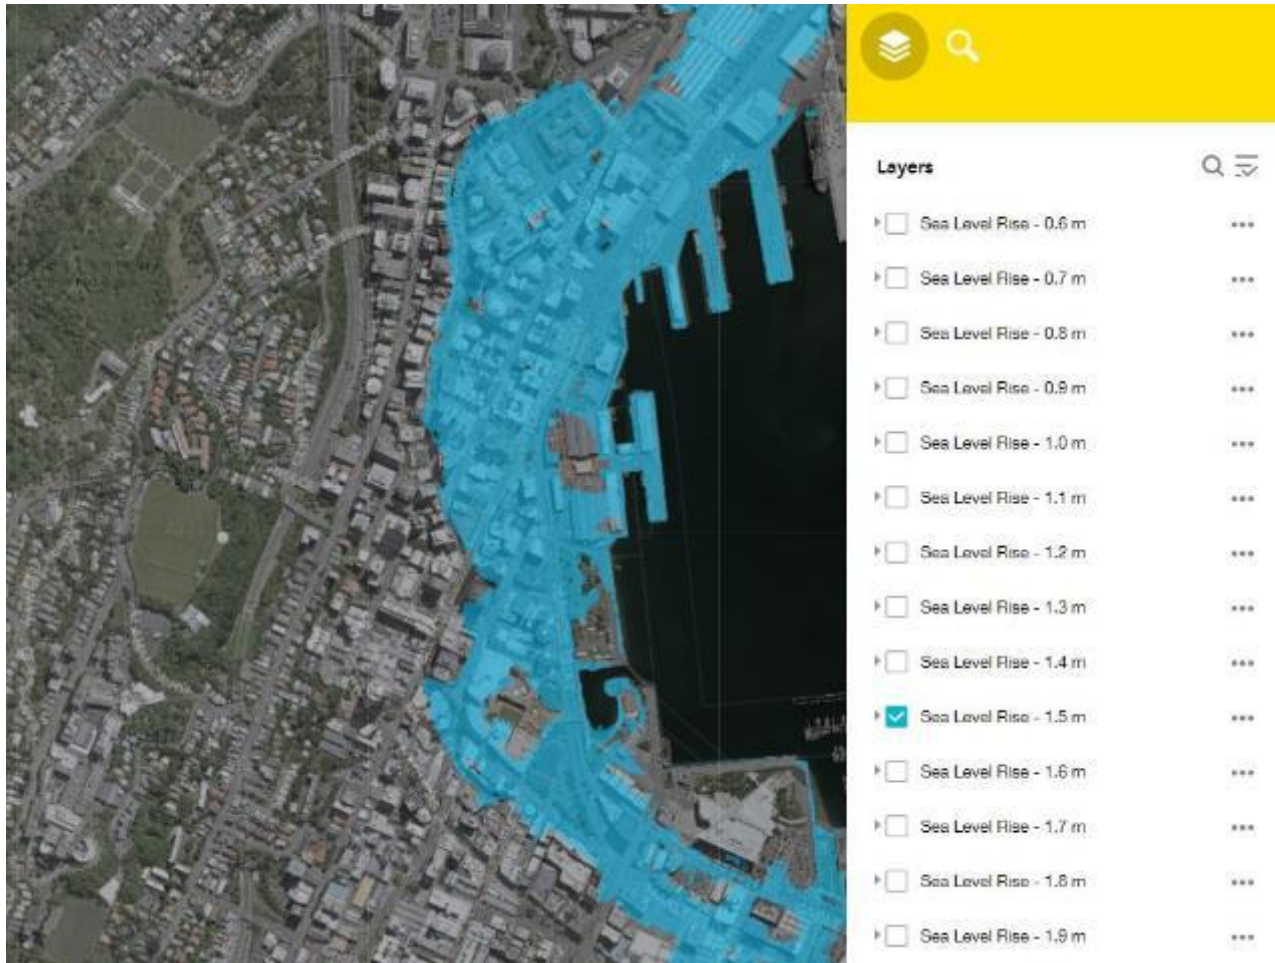 Layers
Sea Level Rise - 0.6 m
Sea Level Rise - 0.7 m
Sea Level Rise - 0.8 m
Sea Level Rise - 0.9 m
Sea Level Rise - 1.0 m
Sea Level Rise - 1.1 m
Sea Level Rise - 1.2 m
Sea Level Rise - 1.3 m
Sea Level Rise - 1.4 m
Sea Level Rise - 1.5 m
Sea Level Rise - 1.6 m
Sea Level Rise - 1.7 m
Sea Level Rise - 1.8 m
Sea Level Rise - 1.9 m